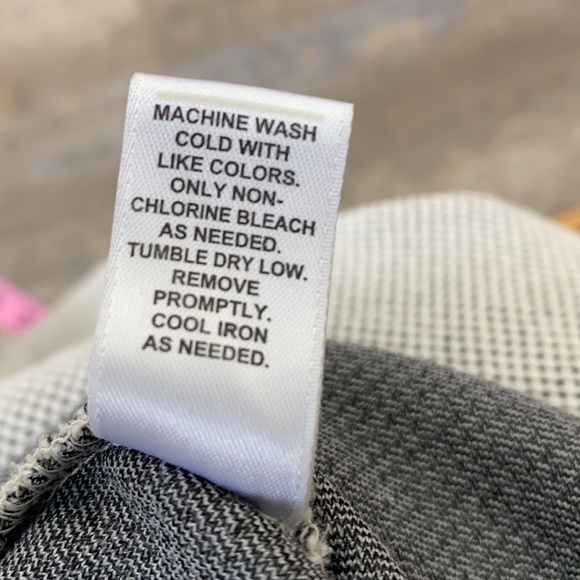 MACHINE WASH
COLD WITH
LIKE COLORS.
ONLY NON-
CHLORINE BLEACH
AS NEEDED.
TUMBLE DRY LOW.
REMOVE
PROMPTLY.
COOL IRON
AS NEEDED.